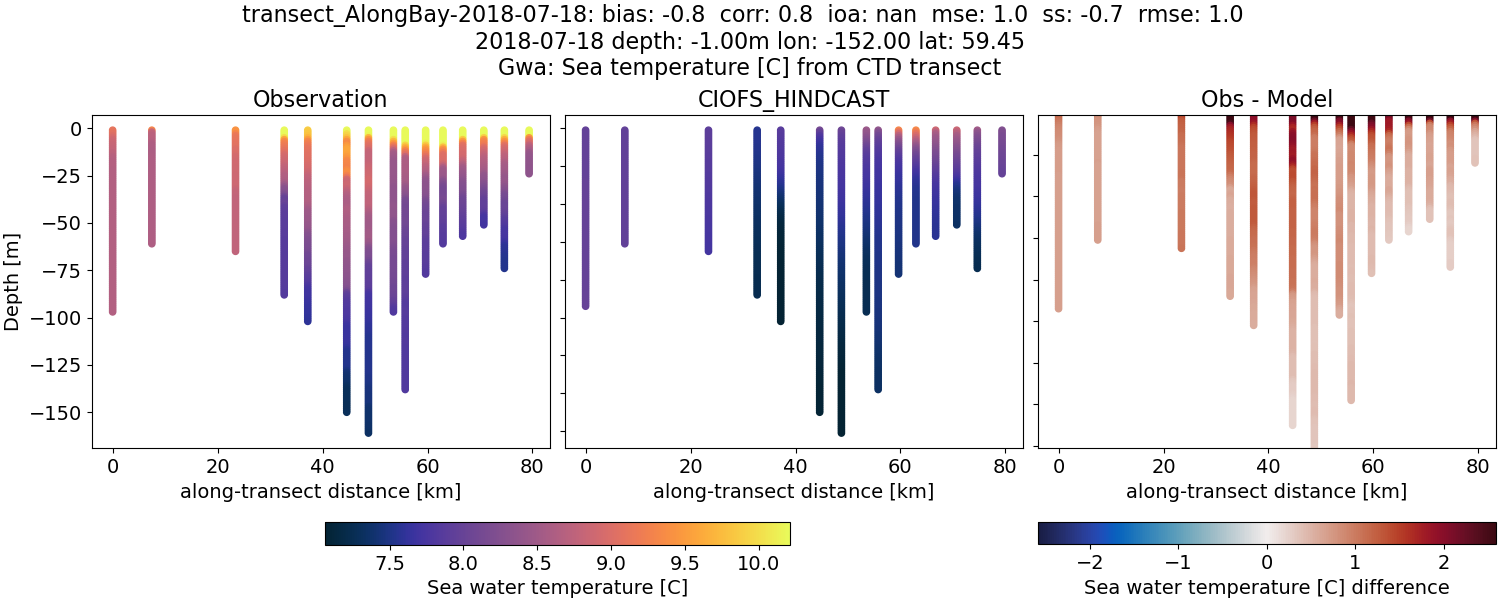 transect_AlongBay-2018-07-18: bias: -0.8  corr: 0.8  ioa: nan  mse: 1.0  ss: -0.7  rmse: 1.0
2018-07-18 depth: -1.00m lon: -152.00 lat: 59.45
Gwa: Sea temperature [C] from CTD transect
Observation
CIOFS_HINDCAST
Obs - Model
Depth [m]
0
−25
−50
−75
−100
−125
−150
0 20 40 60 80
0 20 40 60 80
0 20 40 60 80
along-transect distance [km]
along-transect distance [km]
along-transect distance [km]
7.5 8.0 8.5 9.0 9.5 10.0
Sea water temperature [C]
−2 −1 0 1 2
Sea water temperature [C] difference